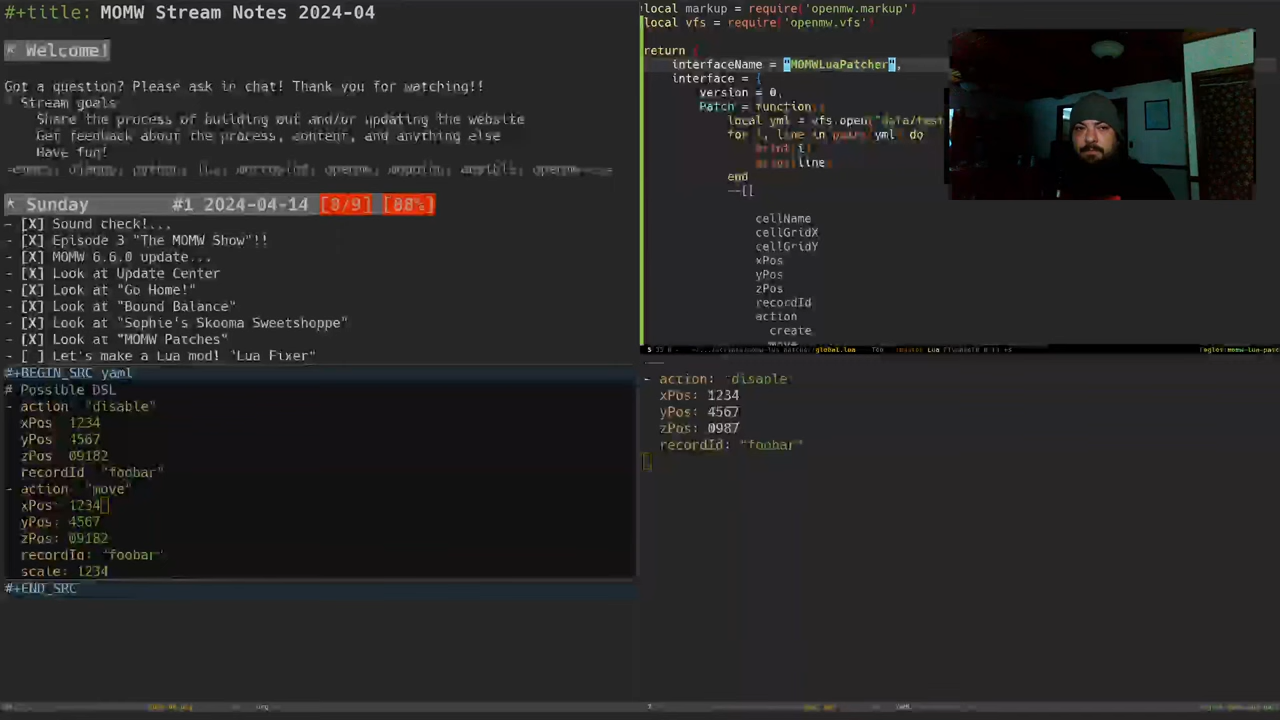 #+title: MOMW Stream Notes 2024-04
* Welcome!
Got a question? Please ask in chat! Thank you for watching!!
Stream goals
Share the process of building out and/or updating the website
Get feedback about the process, content, and anything else
Have fun!
* Sunday #1 2024-04-14 [8/9] [88%]
- [X] Sound check!...
- [X] Episode 3 "The MOMW Show"!!
- [X] MOMW 6.6.0 update...
- [X] Look at Update Center
- [X] Look at "Go Home!"
- [X] Look at "Bound Balance"
- [X] Look at "Sophie's Skooma Sweetshoppe"
- [X] Look at "MOMW Patches"
- [ ] Let's make a Lua mod! "Lua Fixer"
#+BEGIN_SRC yaml
# Possible DSL
- action: "disable"
xPos: 1234
yPos: 4567
zPos: 09182
recordId: "foobar"
- action: "move"
xPos: 1234
yPos: 4567
zPos: 09182
recordId: "foobar"
scale: 1234
#+END_SRC
local markup = require('openmw.markup')
local vfs = require('openmw.vfs')
return {
interfaceName = "MOMWLuaPatcher",
interface = {
version = 0,
Patch = function
local yml = vfs.open("data/test
for i, line in pairs yml do
print i
print line
end
--[[
cellName
cellGridX
cellGridY
xPos
yPos
zPos
recordId
action
create
move
global.lua
- action: "disable"
xPos: 1234
yPos: 4567
zPos: 0987
recordId: "foobar"